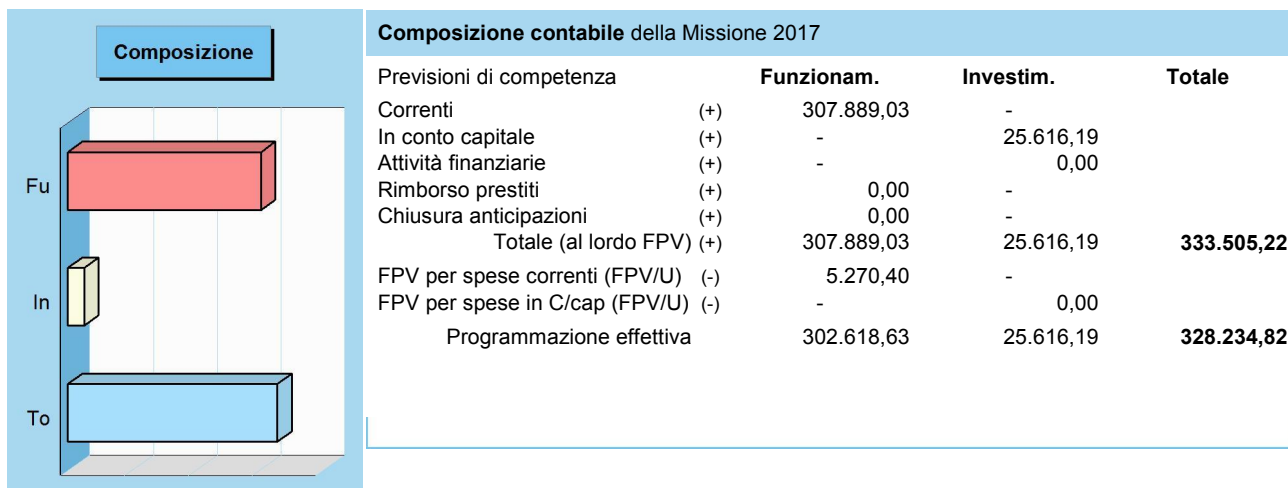 Composizione
Fu
In
To
Composizione contabile della Missione 2017
Previsioni di competenza Funzionam. Investim. Totale
Correnti (+) 307.889,03 -
In conto capitale (+) - 25.616,19
Attività finanziarie (+) - 0,00
Rimborso prestiti (+) 0,00 -
Chiusura anticipazioni (+) 0,00 -
Totale (al lordo FPV) (+) 307.889,03 25.616,19 333.505,22
FPV per spese correnti (FPV/U) (-) 5.270,40 -
FPV per spese in C/cap (FPV/U) (-) - 0,00
Programmazione effettiva 302.618,63 25.616,19 328.234,82